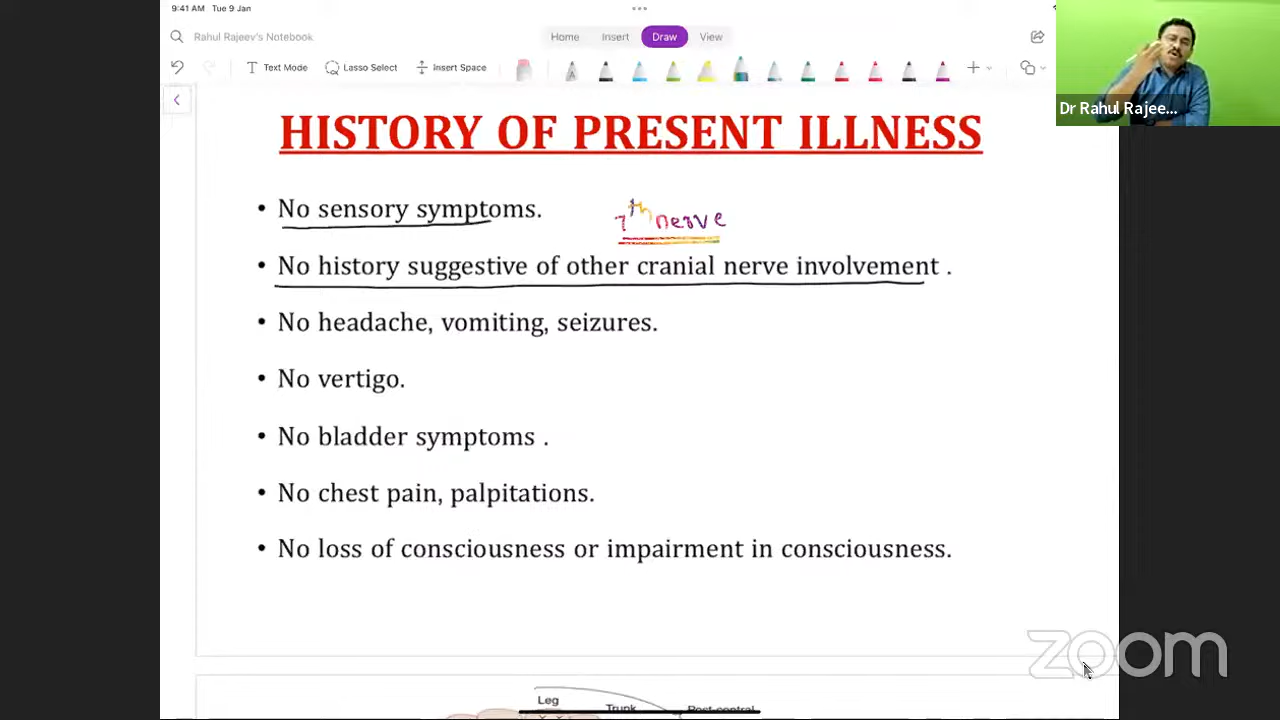 9:41 AM Tue 9 Jan
Rahul Rajeev's Notebook
Home Insert Draw View
Text Mode Lasso Select Insert Space
A
Dr Rahul Rajee...
HISTORY OF PRESENT ILLNESS
• No sensory symptoms.
7th nerve
• No history suggestive of other cranial nerve involvement .
• No headache, vomiting, seizures.
• No vertigo.
• No bladder symptoms .
• No chest pain, palpitations.
• No loss of consciousness or impairment in consciousness.
zoom
Leg
Trunk
Post-central